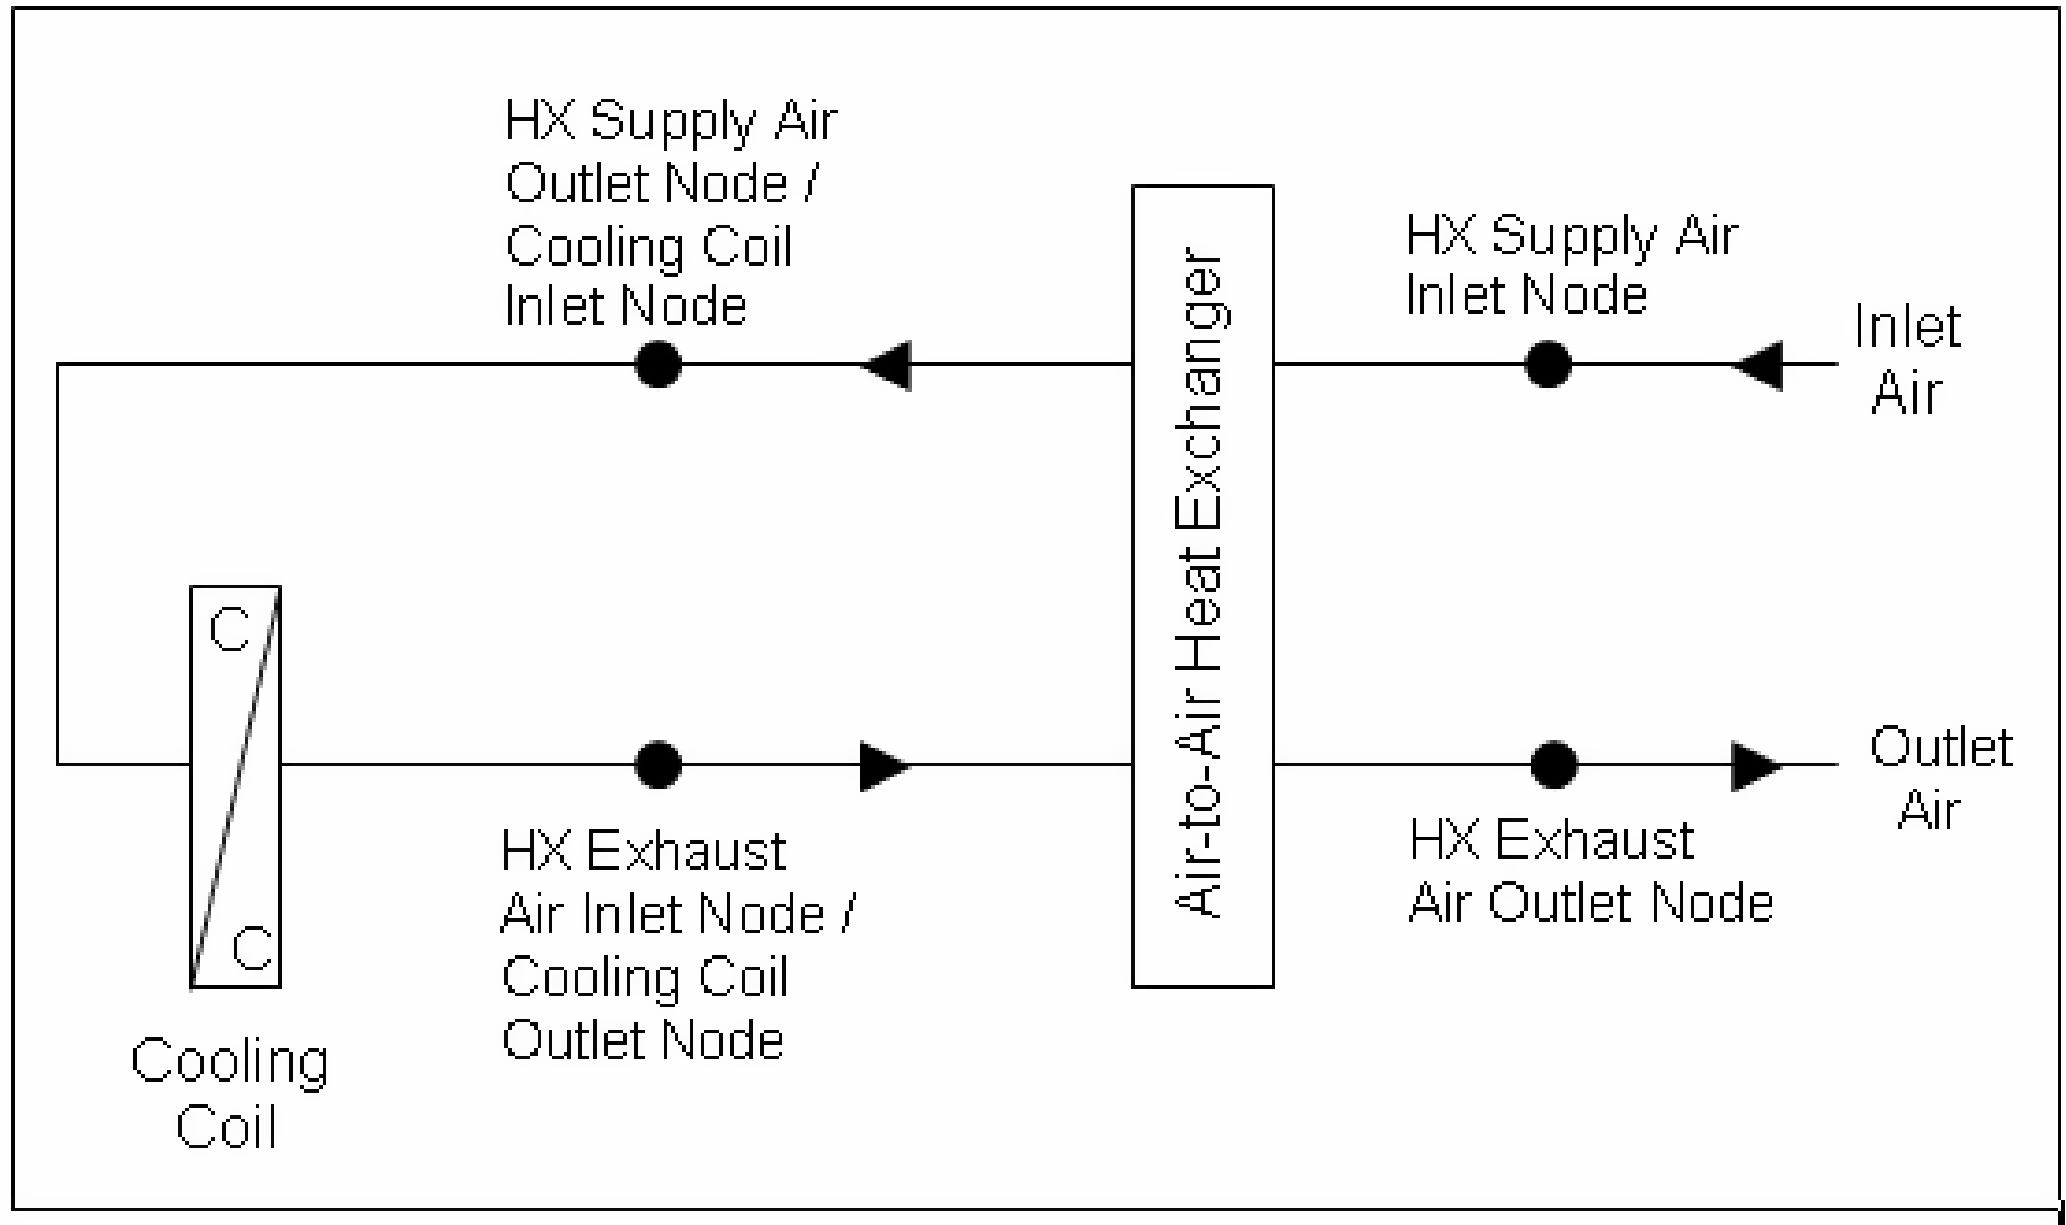 HX Supply Air
Outlet Node /
Cooling Coil
Inlet Node
HX Supply Air
Inlet Node
Inlet
Air
Air-to-Air Heat Exchanger
C
C
Cooling
Coil
HX Exhaust
Air Inlet Node /
Cooling Coil
Outlet Node
HX Exhaust
Air Outlet Node
Outlet
Air